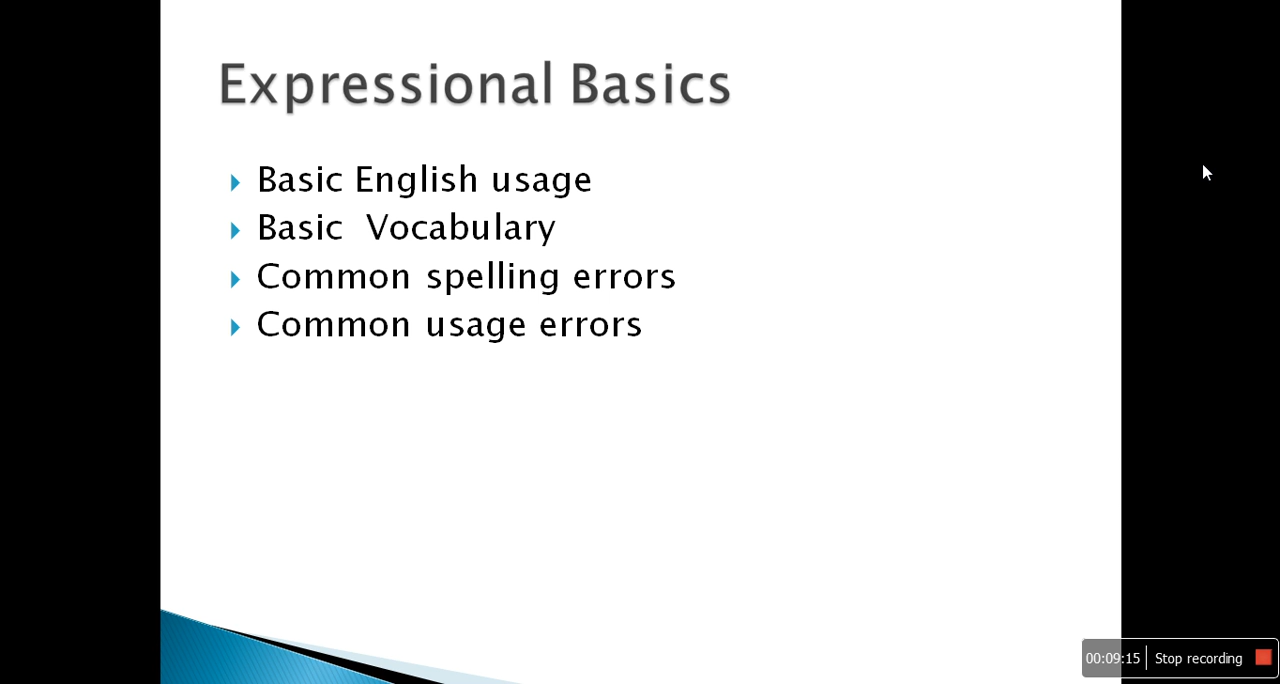 Expressional Basics
Basic English usage
Basic  Vocabulary
Common spelling errors
Common usage errors
00:09:15 Stop recording